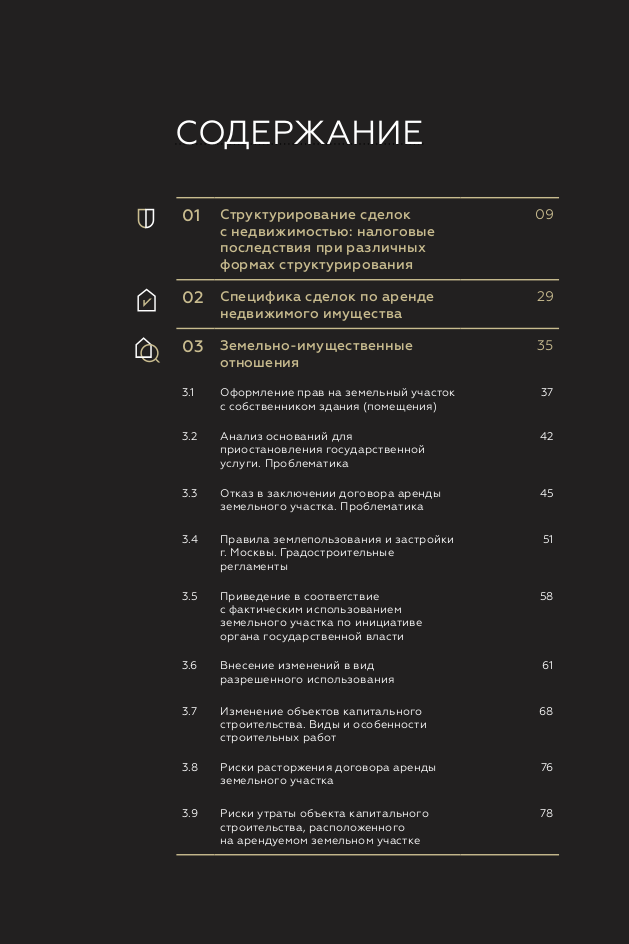 СОДЕРЖАНИЕ
01 Структурирование сделок 09
с недвижимостью: налоговые
последствия при различных
формах структурирования
02 Специфика сделок по аренде 29
недвижимого имущества
03 Земельно-имущественные 35
отношения
3.1 Оформление прав на земельный участок 37
с собственником здания (помещения)
3.2 Анализ оснований для 42
приостановления государственной
услуги. Проблематика
3.3 Отказ в заключении договора аренды 45
земельного участка. Проблематика
3.4 Правила землепользования и застройки 51
г. Москвы. Градостроительные
регламенты
3.5 Приведение в соответствие 58
с фактическим использованием
земельного участка по инициативе
органа государственной власти
3.6 Внесение изменений в вид 61
разрешенного использования
3.7 Изменение объектов капитального 68
строительства. Виды и особенности
строительных работ
3.8 Риски расторжения договора аренды 76
земельного участка
3.9 Риски утраты объекта капитального 78
строительства, расположенного
на арендуемом земельном участке